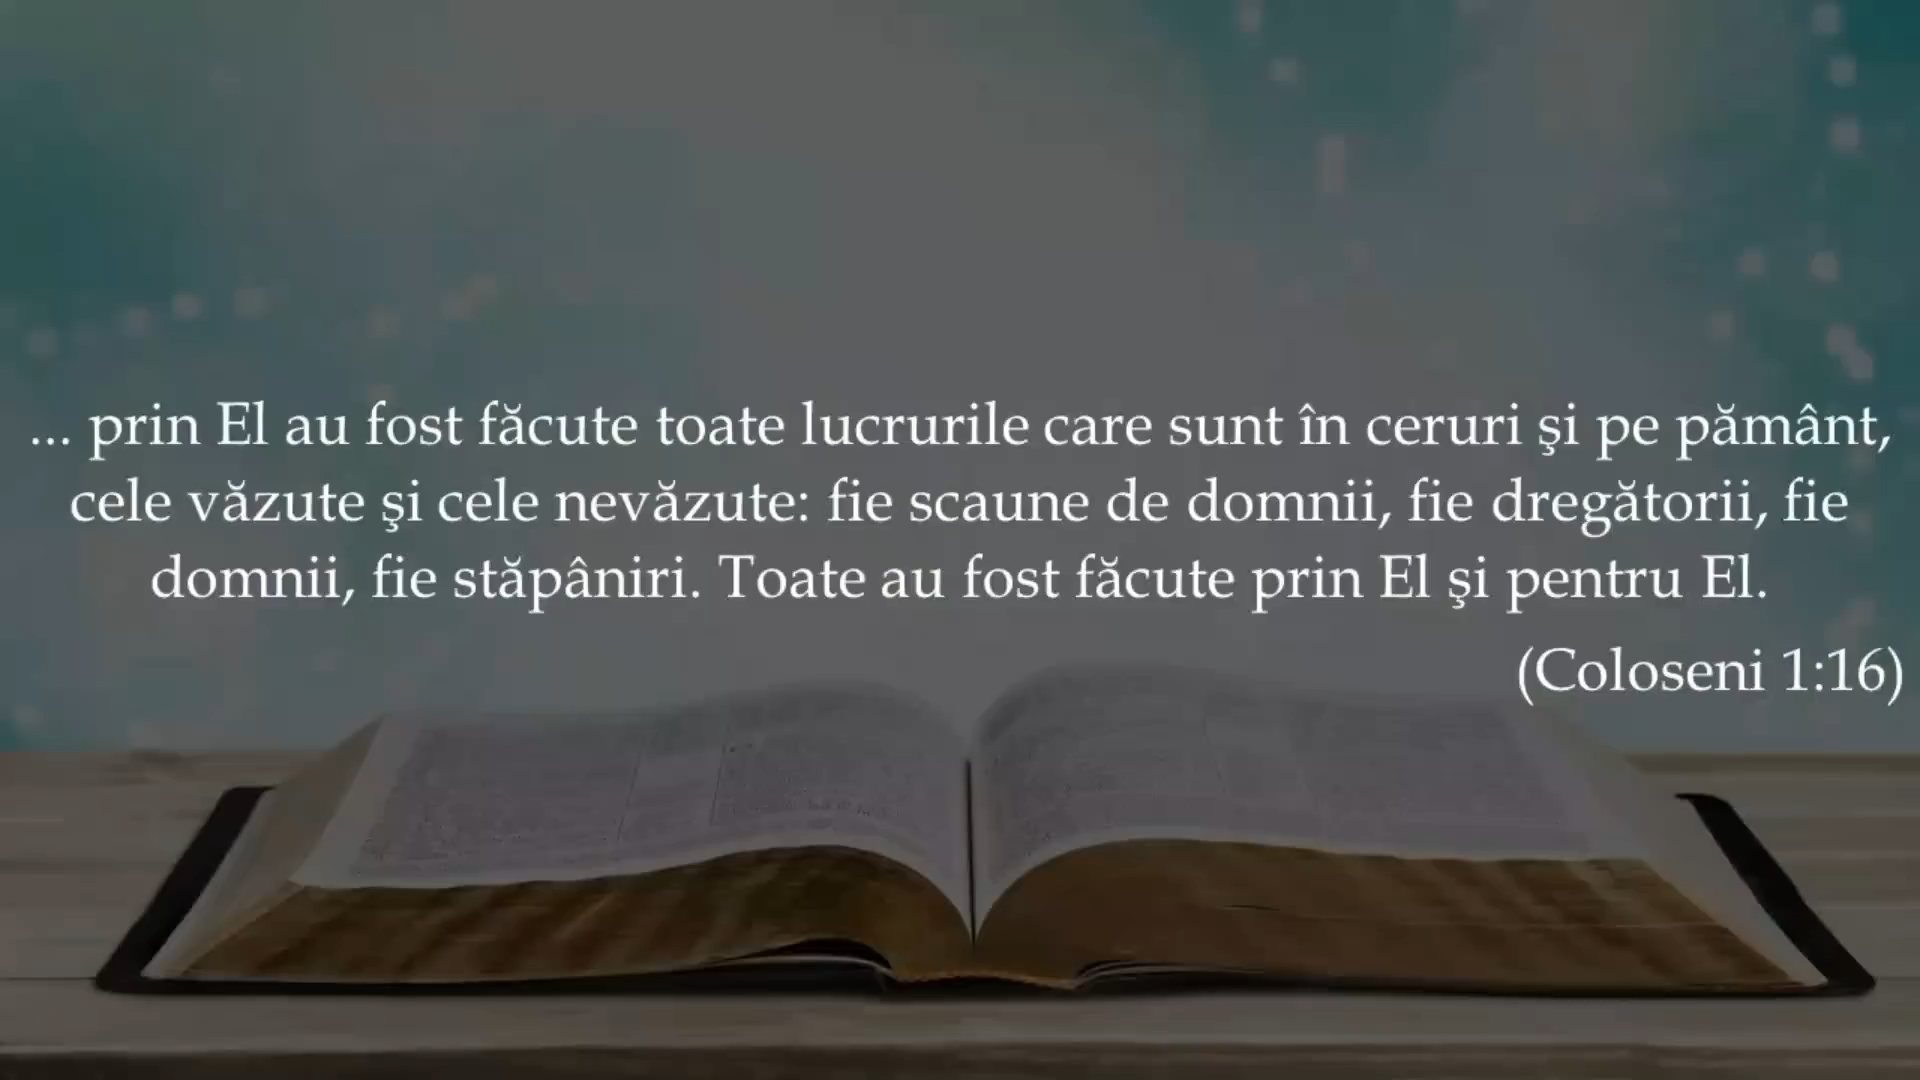 ... prin El au fost făcute toate lucrurile care sunt în ceruri şi pe pământ,
cele văzute şi cele nevăzute: fie scaune de domnii, fie dregătorii, fie
domnii, fie stăpâniri. Toate au fost făcute prin El şi pentru El.
(Coloseni 1:16)